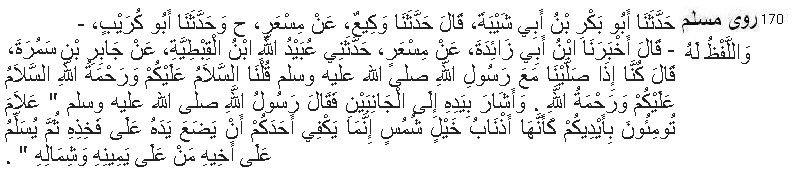 170 روى مسلم حَدَّثَنَا أَبُو بَكْرِ بْنُ أَبِي شَيْبَةَ، قَالَ حَدَّثَنَا وَكِيعٌ، عَنْ مِسْعَرٍ، ح وَحَدَّثَنَا أَبُو كُرَيْبٍ، -
وَاللَّفْظُ لَهُ - قَالَ أَخْبَرَنَا ابْنُ أَبِي زَائِدَةَ، عَنْ مِسْعَرٍ، حَدَّثَنِي عُبَيْدُ اللَّهِ ابْنُ الْقِبْطِيَّةِ، عَنْ جَابِرِ بْنِ سَمُرَةَ،
قَالَ كُنَّا إِذَا صَلَّيْنَا مَعَ رَسُولِ اللَّهِ صلى الله عليه وسلم قُلْنَا السَّلاَمُ عَلَيْكُمْ وَرَحْمَةُ اللَّهِ السَّلاَمُ
عَلَيْكُمْ وَرَحْمَةُ اللَّهِ . وَأَشَارَ بِيَدِهِ إِلَى الْجَانِبَيْنِ فَقَالَ رَسُولُ اللَّهِ صلى الله عليه وسلم " عَلاَمَ
تُومِئُونَ بِأَيْدِيكُمْ كَأَنَّهَا أَذْنَابُ خَيْلٍ شُمْسٍ إِنَّمَا يَكْفِي أَحَدَكُمْ أَنْ يَضَعَ يَدَهُ عَلَى فَخِذِهِ ثُمَّ يُسَلِّمُ
عَلَى أَخِيهِ مَنْ عَلَى يَمِينِهِ وَشِمَالِهِ " .